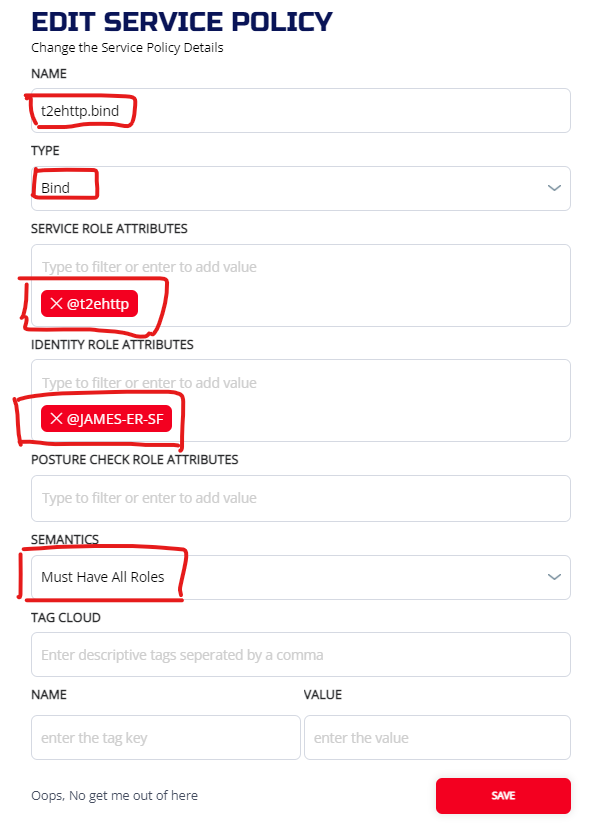 EDIT SERVICE POLICY
Change the Service Policy Details
NAME
t2ehttp.bind
TYPE
Bind
SERVICE ROLE ATTRIBUTES
Type to filter or enter to add value
@t2ehttp
IDENTITY ROLE ATTRIBUTES
Type to filter or enter to add value
@JAMES-ER-SF
POSTURE CHECK ROLE ATTRIBUTES
Type to filter or enter to add value
SEMANTICS
Must Have All Roles
TAG CLOUD
Enter descriptive tags seperated by a comma
NAME VALUE
enter the tag key enter the value
Oops, No get me out of here SAVE